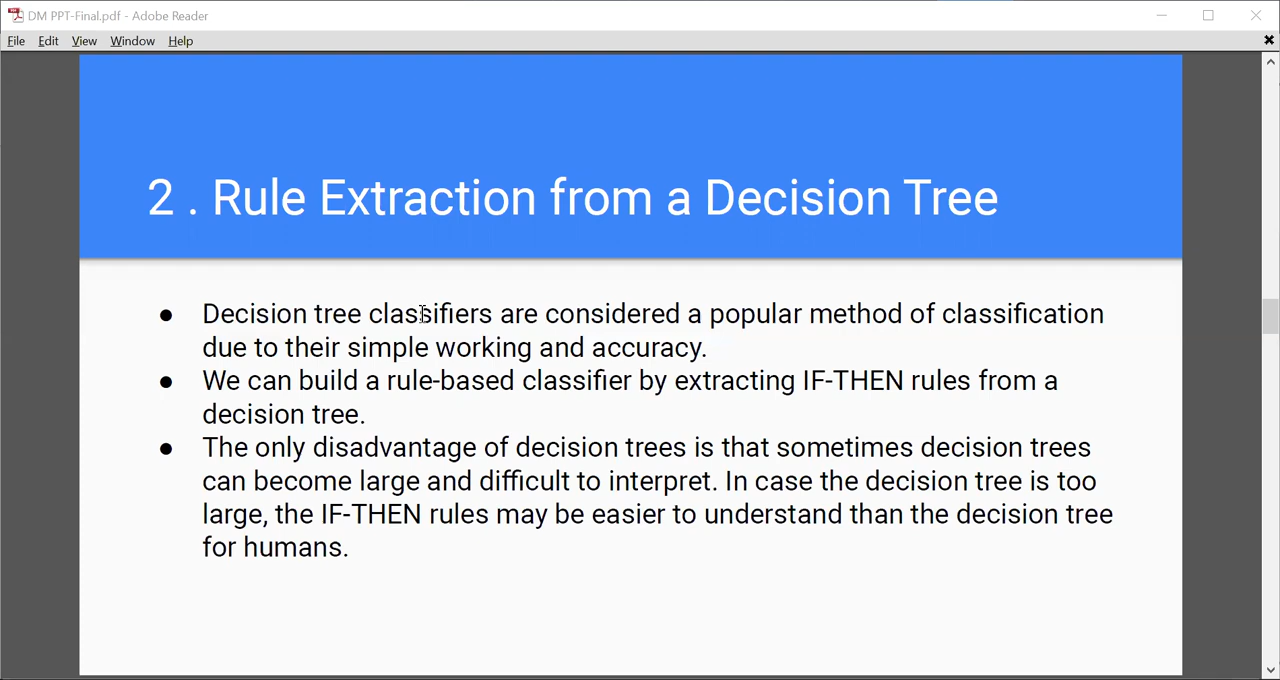 DM PPT-Final.pdf - Adobe Reader
File Edit View Window Help
2 . Rule Extraction from a Decision Tree
● Decision tree classifiers are considered a popular method of classification
due to their simple working and accuracy.
● We can build a rule-based classifier by extracting IF-THEN rules from a
decision tree.
● The only disadvantage of decision trees is that sometimes decision trees
can become large and difficult to interpret. In case the decision tree is too
large, the IF-THEN rules may be easier to understand than the decision tree
for humans.